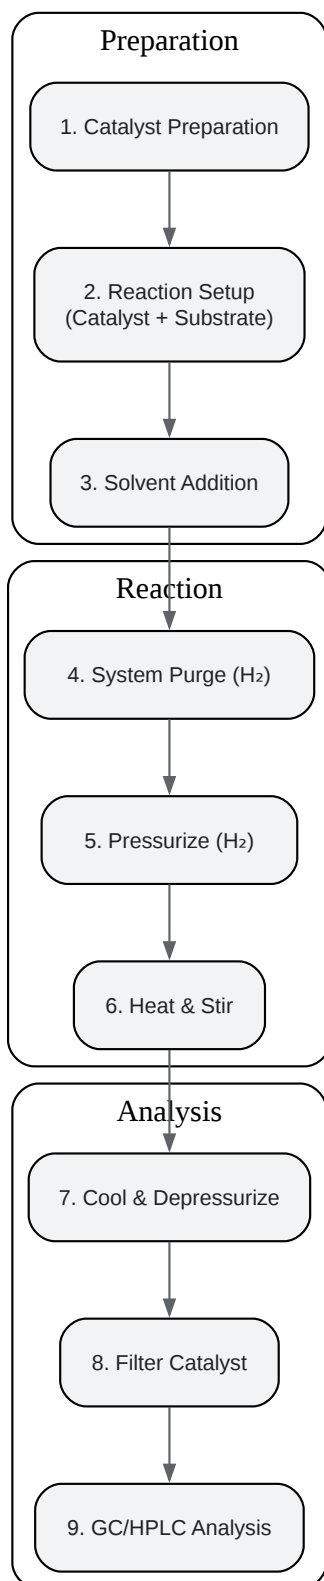 Preparation
1. Catalyst Preparation
2. Reaction Setup
(Catalyst + Substrate)
3. Solvent Addition
Reaction
4. System Purge (H₂)
5. Pressurize (H₂)
6. Heat & Stir
Analysis
7. Cool & Depressurize
8. Filter Catalyst
9. GC/HPLC Analysis